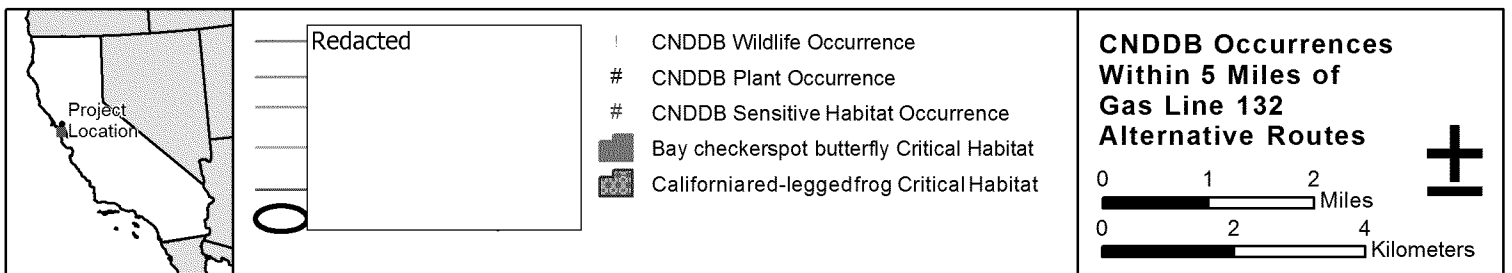 Project
Location
Redacted
! CNDDB Wildlife Occurrence
# CNDDB Plant Occurrence
# CNDDB Sensitive Habitat Occurrence
Bay checkerspot butterfly Critical Habitat
Californiared-leggedfrog Critical Habitat
CNDDB Occurrences
Within 5 Miles of
Gas Line 132
Alternative Routes
0 1 2
Miles
0 2 4
Kilometers
±